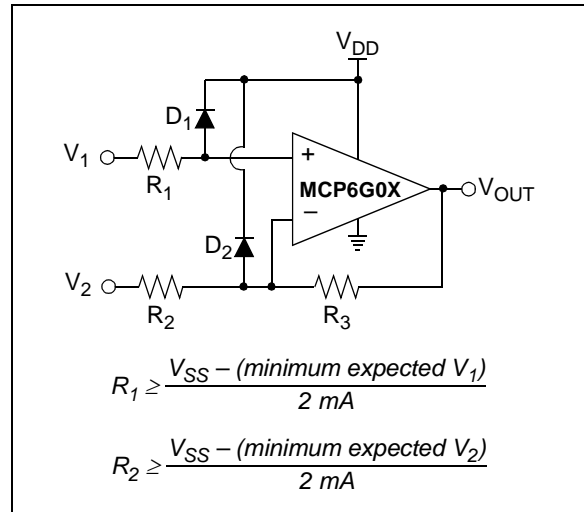 V_DD
D_1
V_1
R_1
+
MCP6G0X
–
V_OUT
D_2
V_2
R_2
R_3
R_1 ≥ V_SS – (minimum expected V_1)
2 mA
R_2 ≥ V_SS – (minimum expected V_2)
2 mA